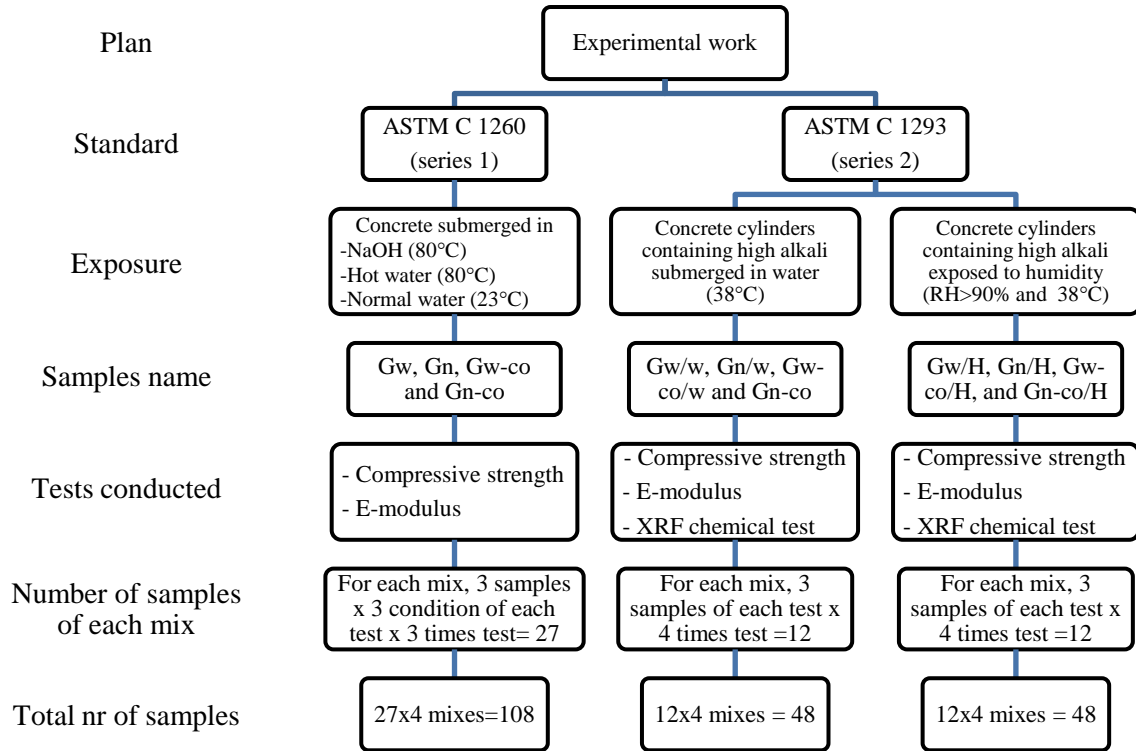 Plan
Experimental work
Standard
ASTM C 1260
(series 1)
ASTM C 1293
(series 2)
Exposure
Concrete submerged in
-NaOH (80°C)
-Hot water (80°C)
-Normal water (23°C)
Concrete cylinders
containing high alkali
submerged in water
(38°C)
Concrete cylinders
containing high alkali
exposed to humidity
(RH>90% and 38°C)
Samples name
Gw, Gn, Gw-co
and Gn-co
Gw/w, Gn/w, Gw-
co/w and Gn-co
Gw/H, Gn/H, Gw-
co/H, and Gn-co/H
Tests conducted
- Compressive strength
- E-modulus
- Compressive strength
- E-modulus
- XRF chemical test
- Compressive strength
- E-modulus
- XRF chemical test
Number of samples
of each mix
For each mix, 3 samples
x 3 condition of each
test x 3 times test= 27
For each mix, 3
samples of each test x
4 times test =12
For each mix, 3
samples of each test x
4 times test =12
Total nr of samples
27x4 mixes=108
12x4 mixes = 48
12x4 mixes = 48